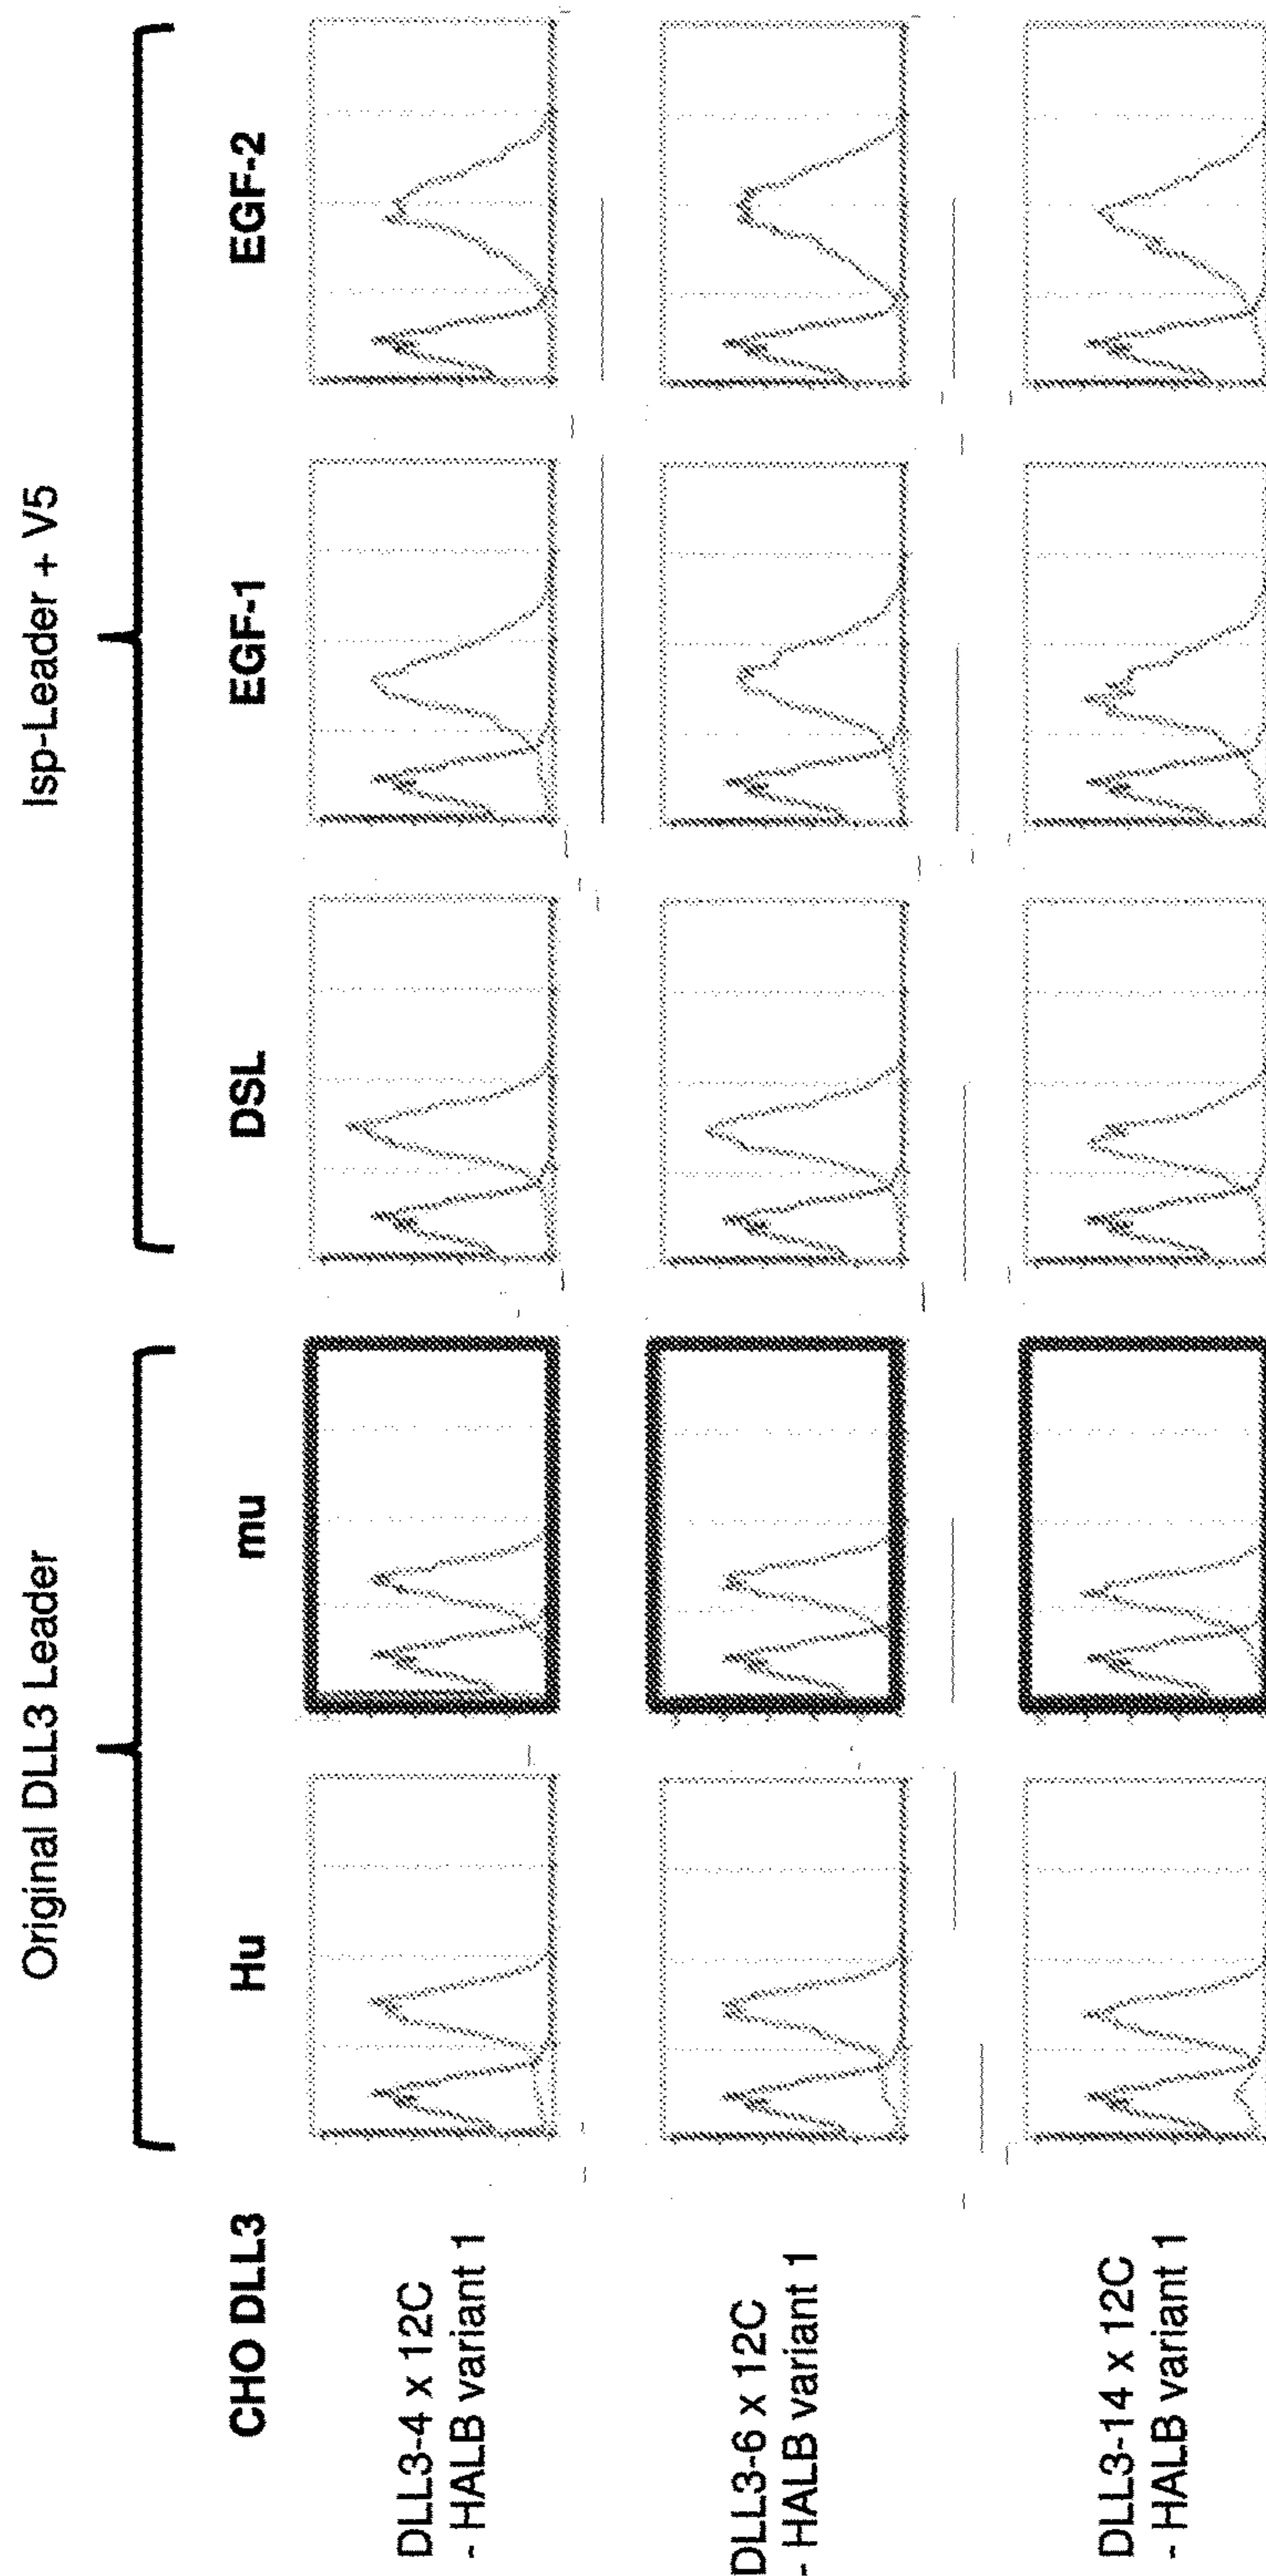 Original DLL3 Leader
Isp-Leader + V5
CHO DLL3
Hu
mu
DSL
EGF-1
EGF-2
DLL3-4 x 12C
- HALB variant 1
DLL3-6 x 12C
- HALB variant 1
DLL3-14 x 12C
- HALB variant 1